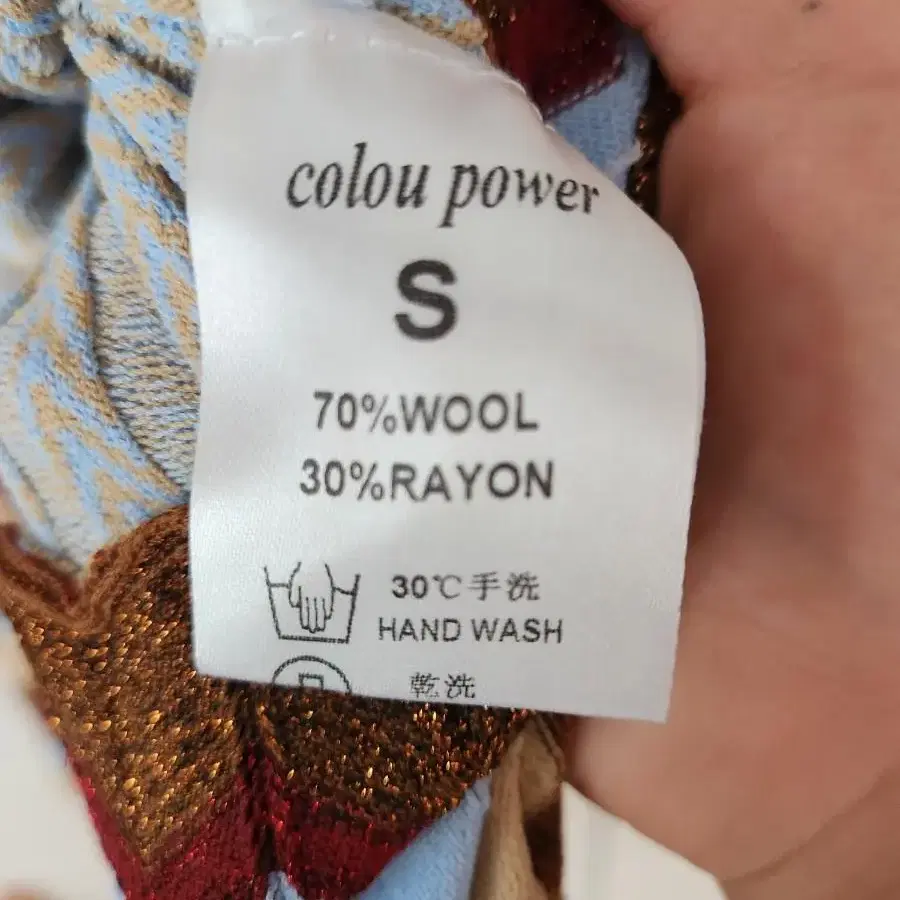 colou power
S
70%WOOL
30%RAYON
30℃手洗
HAND WASH
乾洗